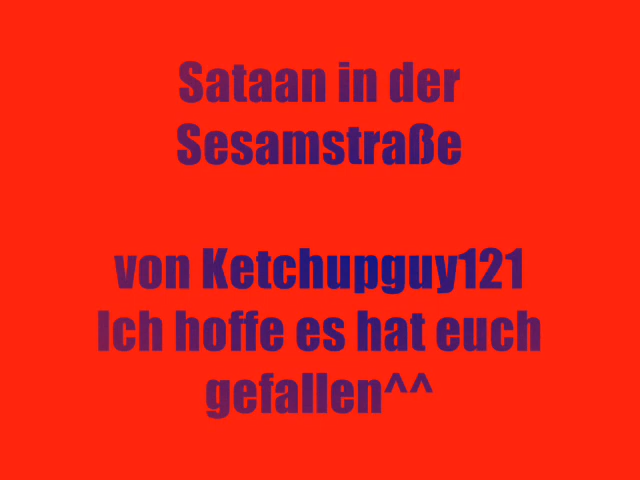 Sataan in der
Sesamstraße
von Ketchupguy121
Ich hoffe es hat euch
gefallen^^